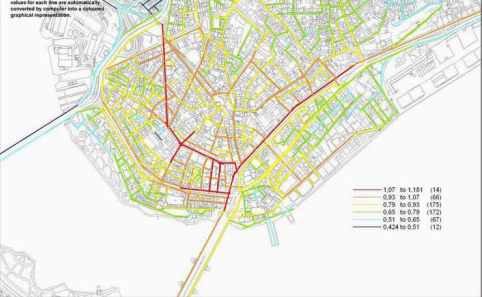 values for each line are automatically
converted by computer into a coloured
graphical representation.
1,07 to 1,181 (14)
0,93 to 1,07 (66)
0,79 to 0,93 (175)
0,65 to 0,79 (172)
0,51 to 0,65 (67)
0,424 to 0,51 (12)